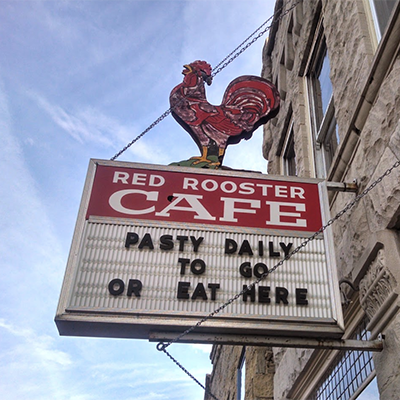 RED ROOSTER
CAFE
PASTY DAILY
TO GO
OR EAT HERE